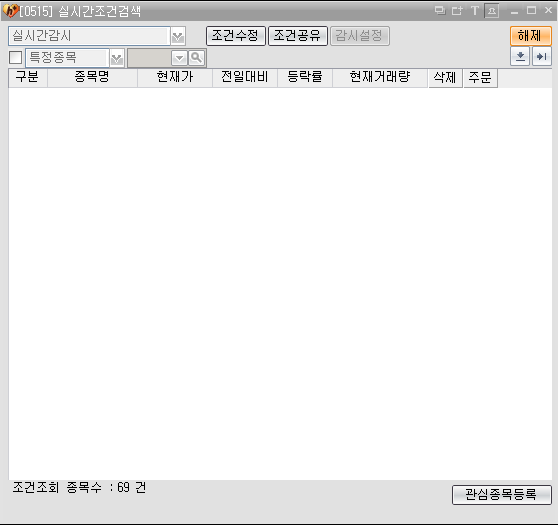 [0515] 실시간조건검색
실시간감시 조건수정 조건공유 감시설정 해제
특정종목
구분 종목명 현재가 전일대비 등락률 현재거래량 삭제 주문
조건조회 종목수 : 69 건
관심종목등록